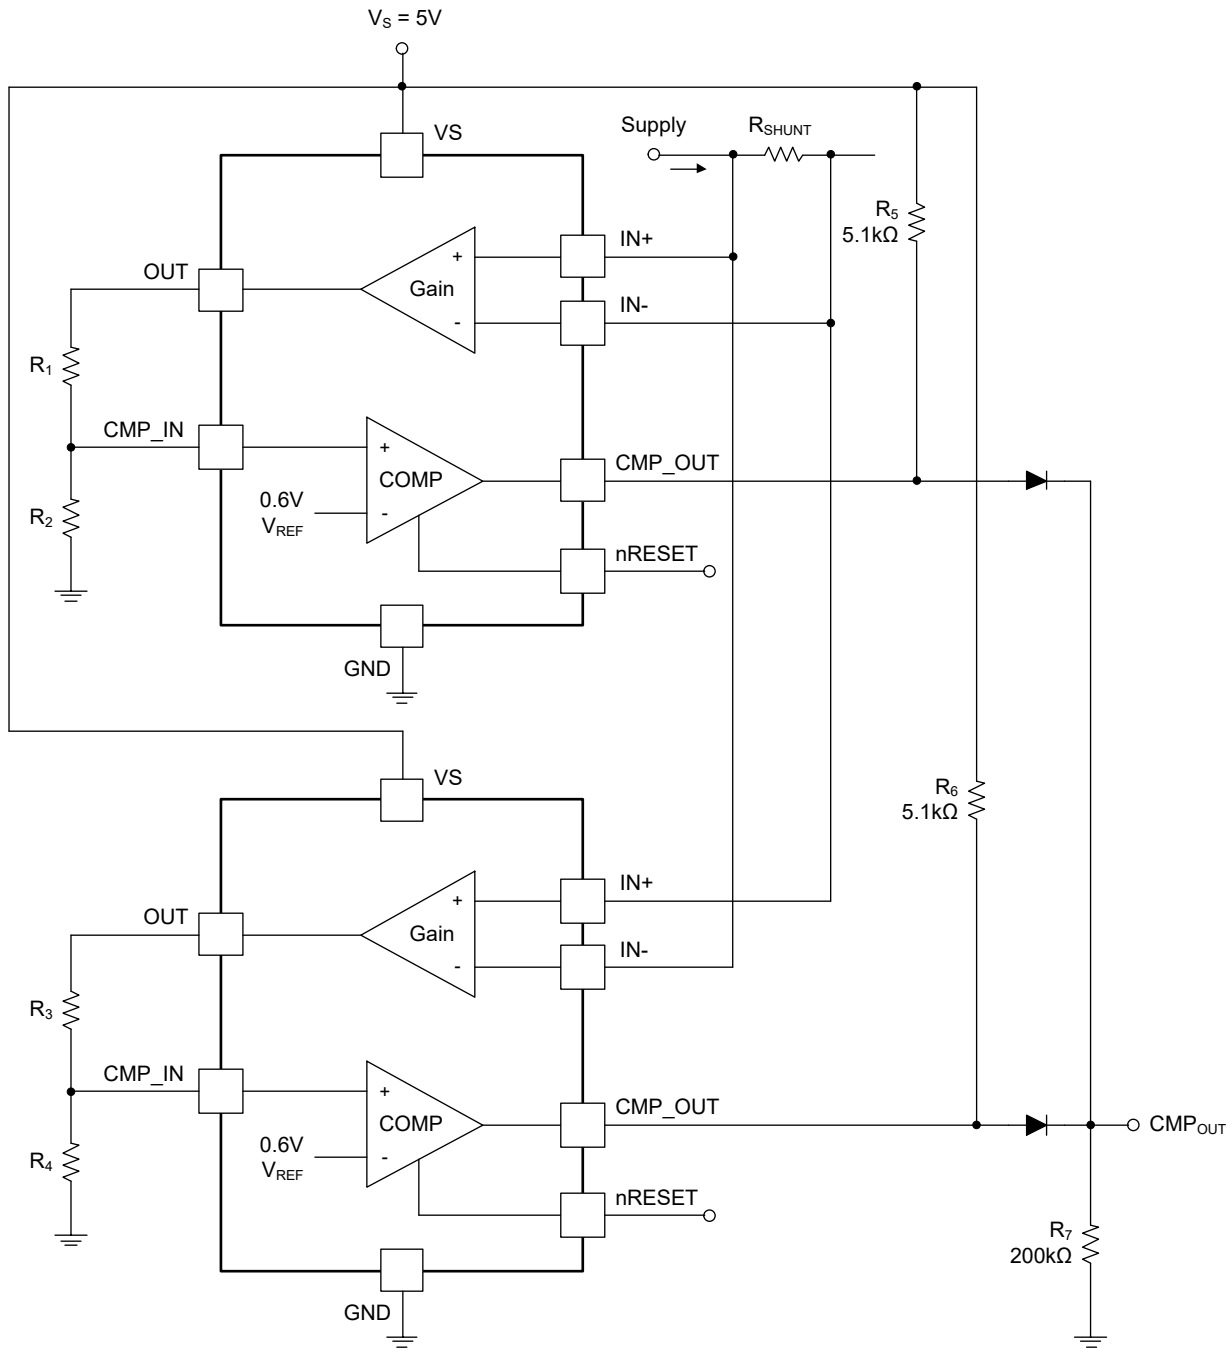 V_S = 5V
VS
Supply
R_SHUNT
R_5
5.1kΩ
IN+
OUT
+
Gain
IN-
-
R_1
CMP_IN
+
COMP
CMP_OUT
0.6V
V_REF
-
R_2
nRESET
GND
VS
R_6
5.1kΩ
IN+
OUT
+
Gain
IN-
-
R_3
CMP_IN
+
COMP
CMP_OUT
CMP_OUT
0.6V
V_REF
-
R_4
nRESET
R_7
200kΩ
GND